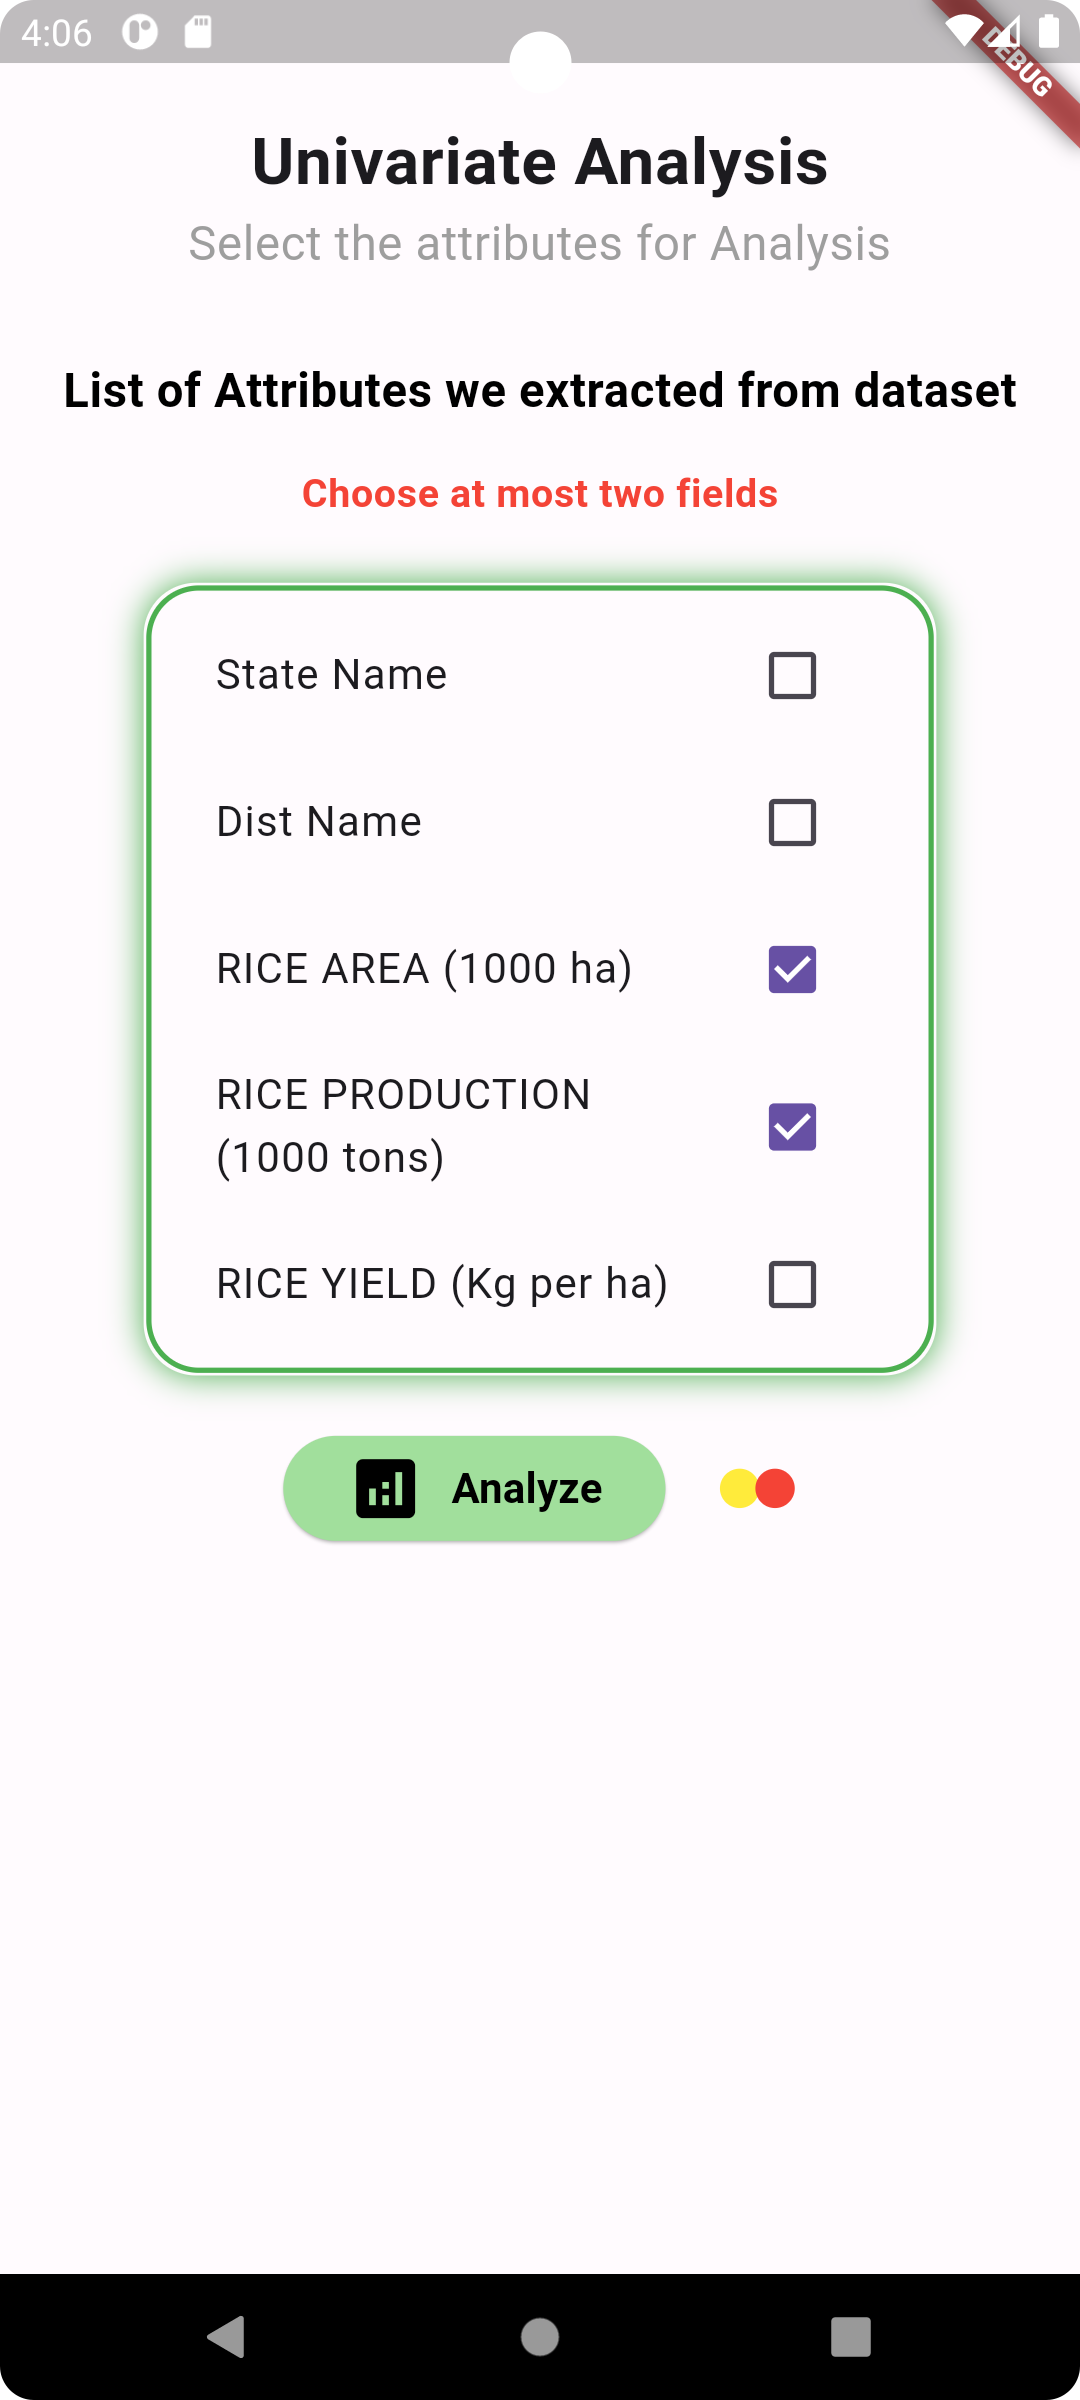 4:06
DEBUG
Univariate Analysis
Select the attributes for Analysis
List of Attributes we extracted from dataset
Choose at most two fields
State Name
Dist Name
RICE AREA (1000 ha)
RICE PRODUCTION
(1000 tons)
RICE YIELD (Kg per ha)
Analyze